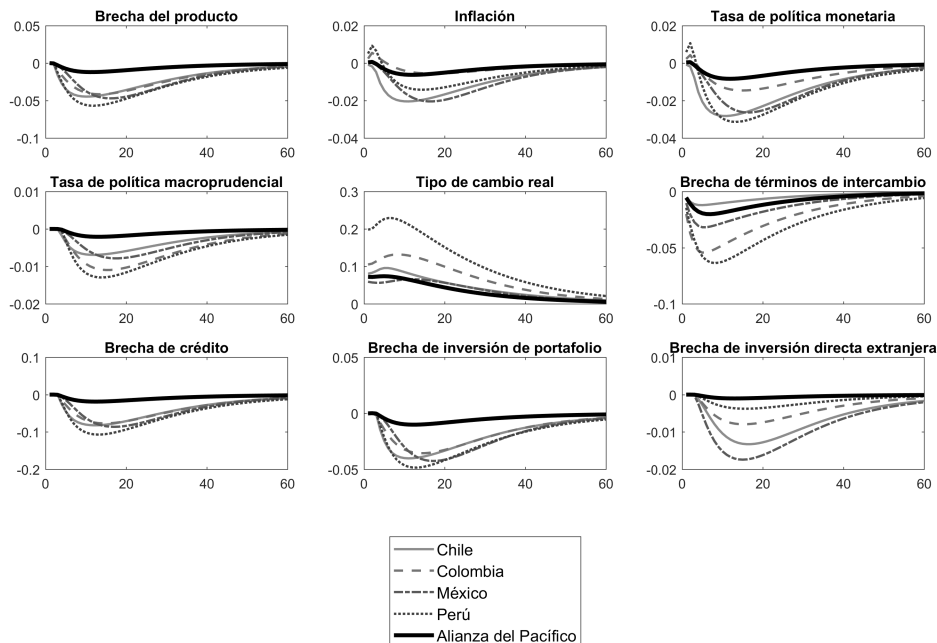 Brecha del producto
0.05
0
-0.05
-0.1
0 20 40 60
Inflación
0.02
0
-0.02
-0.04
0 20 40 60
Tasa de política monetaria
0.02
0
-0.02
-0.04
0 20 40 60
Tasa de política macroprudencial
0.01
0
-0.01
-0.02
0 20 40 60
Tipo de cambio real
0.3
0.2
0.1
0
0 20 40 60
Brecha de términos de intercambio
0
-0.05
-0.1
0 20 40 60
Brecha de crédito
0.1
0
-0.1
-0.2
0 20 40 60
Brecha de inversión de portafolio
0.05
0
-0.05
0 20 40 60
Brecha de inversión directa extranjera
0.01
0
-0.01
-0.02
0 20 40 60
Chile
Colombia
México
Perú
Alianza del Pacífico